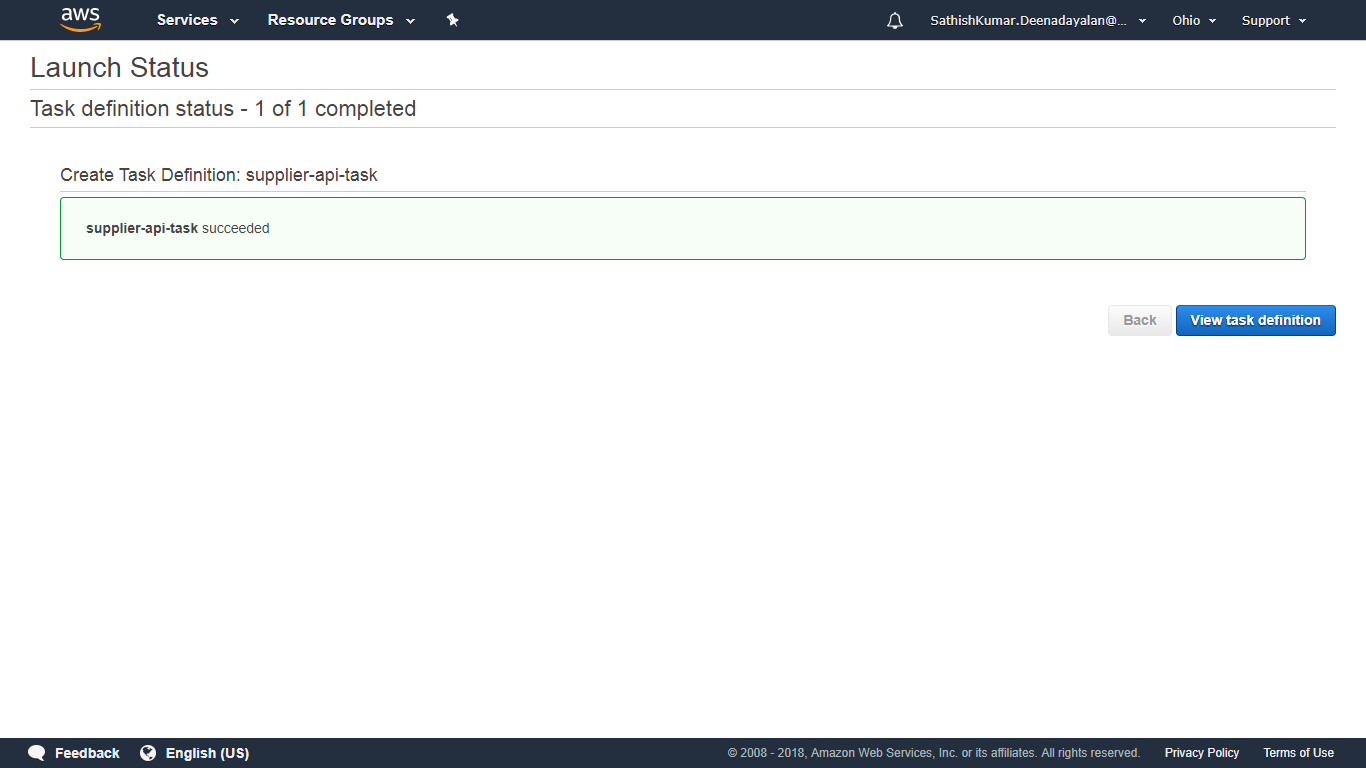 aws Services Resource Groups SathishKumar.Deenadayalan@... Ohio Support
Launch Status
Task definition status - 1 of 1 completed
Create Task Definition: supplier-api-task
supplier-api-task succeeded
Back View task definition
Feedback English (US) © 2008 - 2018, Amazon Web Services, Inc. or its affiliates. All rights reserved. Privacy Policy Terms of Use